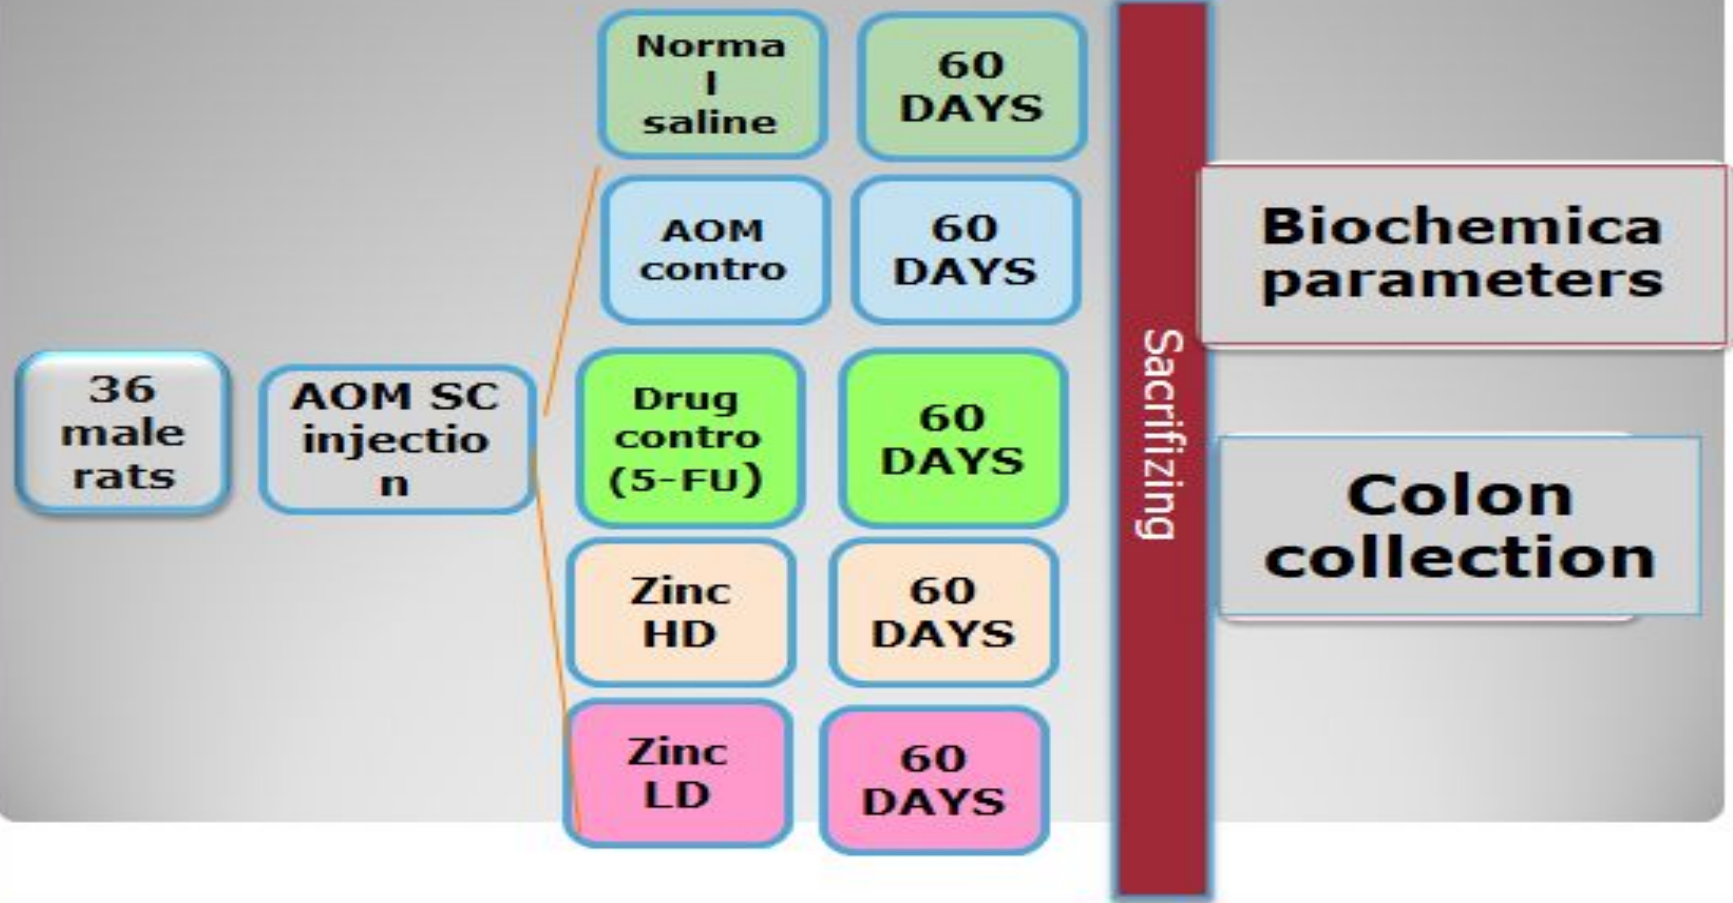 36
male
rats
AOM SC
injectio
n
Norma
l
saline
60
DAYS
AOM
contro
60
DAYS
Drug
contro
(5-FU)
60
DAYS
Zinc
HD
60
DAYS
Zinc
LD
60
DAYS
Sacrifizing
Biochemica
parameters
Colon
collection